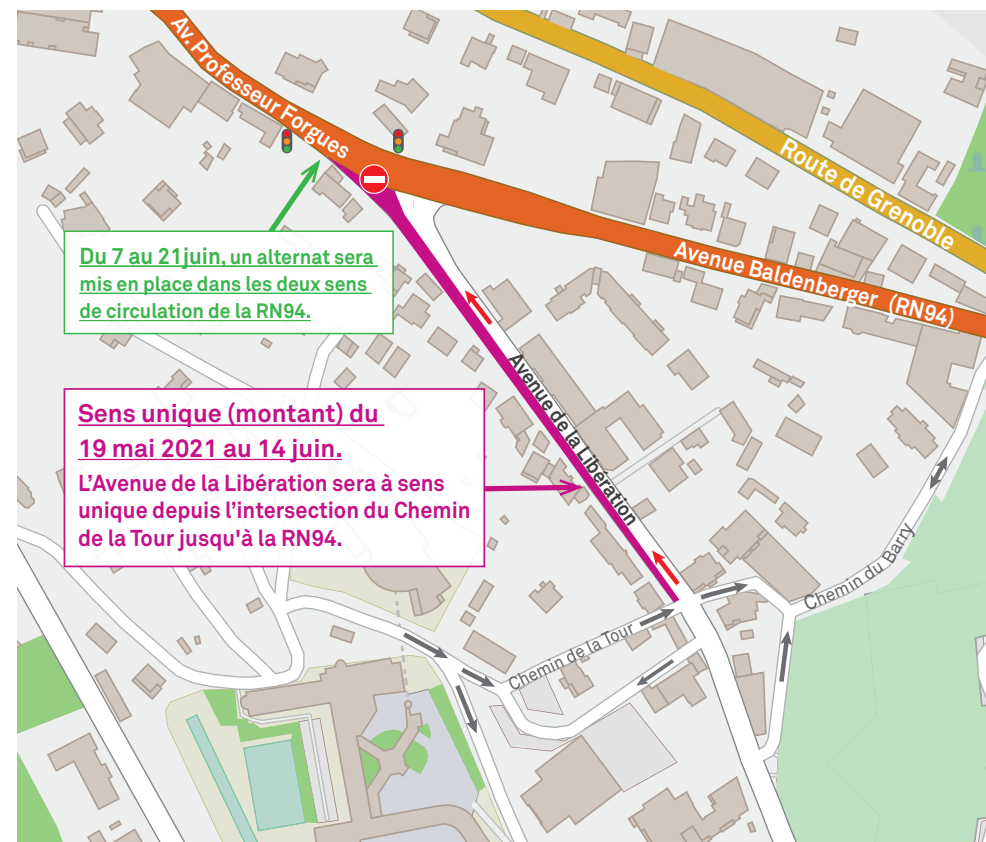 Av. Professeur Forgues
Route de Grenoble
Avenue Baldenberger (RN94)
Du 7 au 21juin, un alternat sera
mis en place dans les deux sens
de circulation de la RN94.
Avenue de la Libération
Sens unique (montant) du
19 mai 2021 au 14 juin.
L'Avenue de la Libération sera à sens
unique depuis l'intersection du Chemin
de la Tour jusqu'à la RN94.
Chemin du Barry
Chemin de la Tour